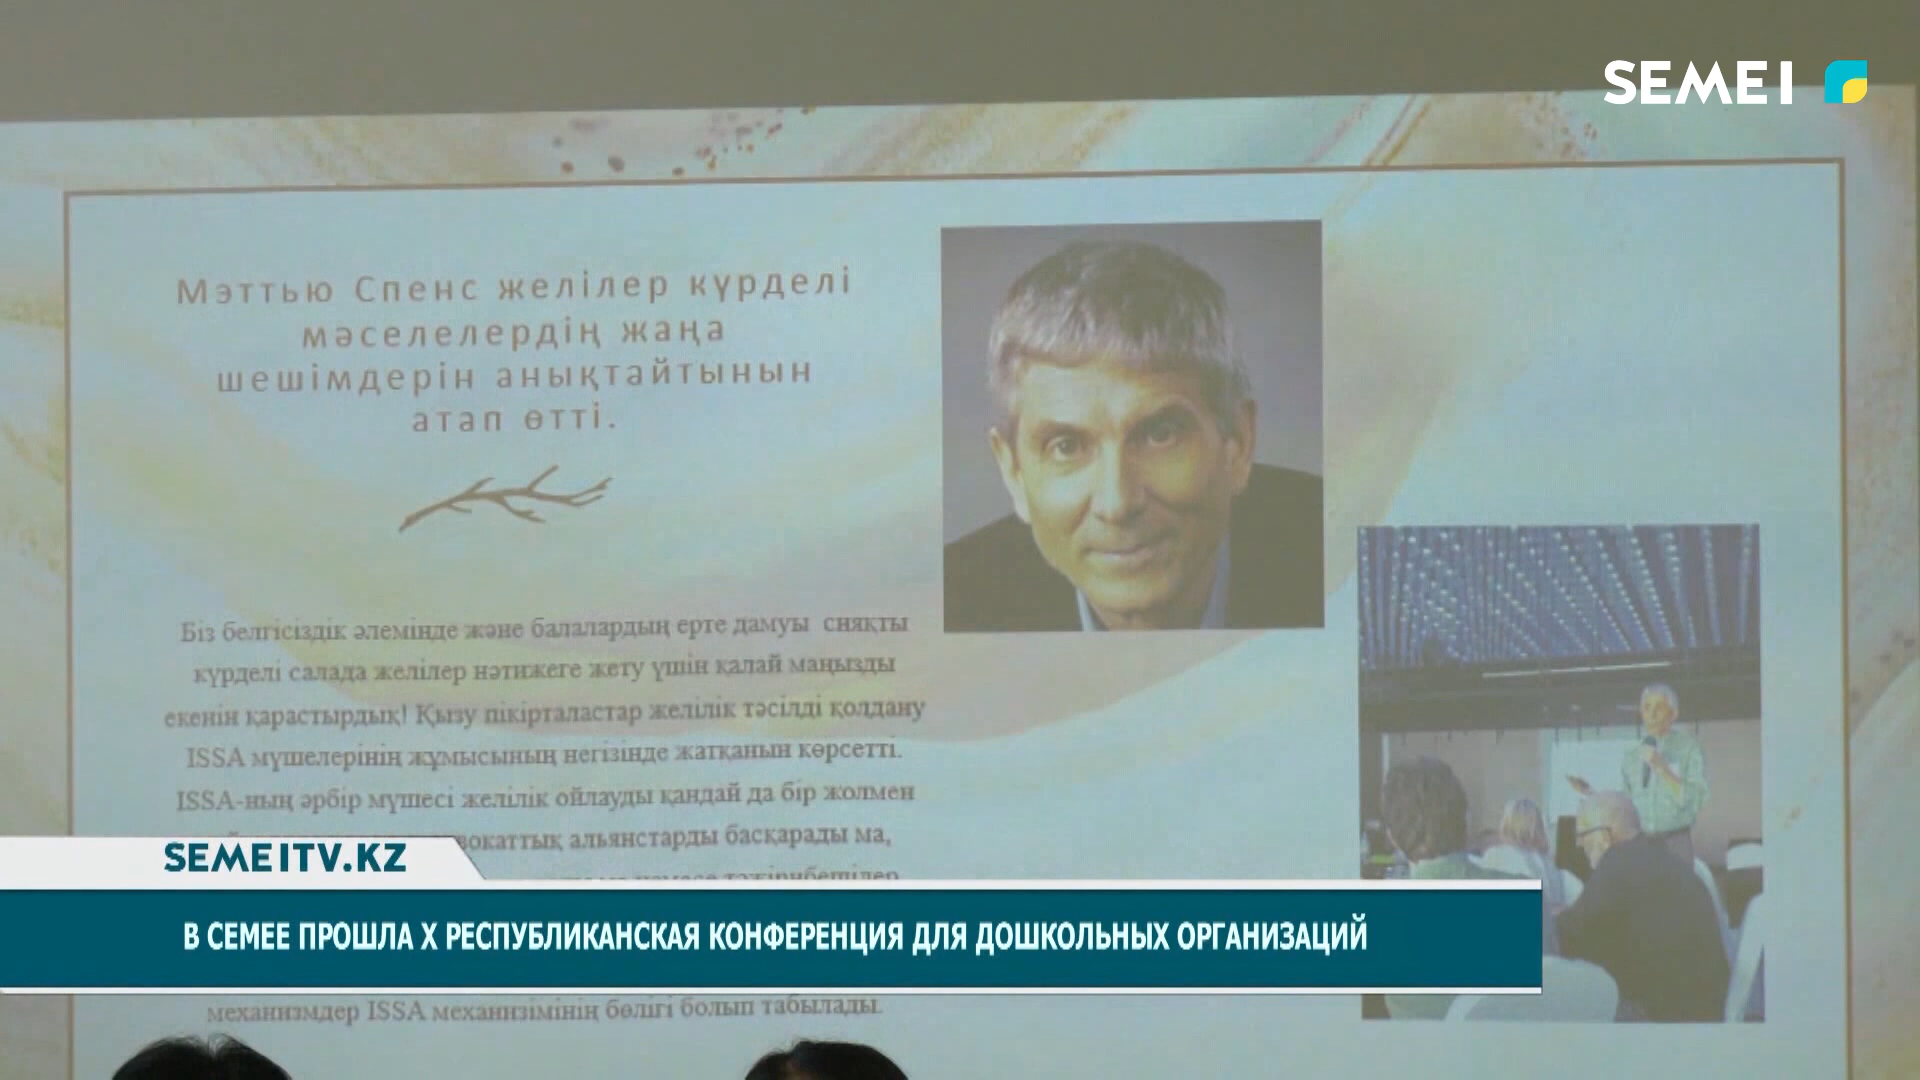 SEMEI
Мэттью Спенс желілер күрделі
мәселелердің жаңа
шешімдерін анықтайтынын
атап өтті.
Біз белгісіздік әлемінде және балалардың ерте дамуы сияқты
күрделі салада желілер нәтижеге жету үшін қалай маңызды
екенін қарастырдық! Қызу пікірталастар желілік тәсілді қолдану
ISSA мүшелерінің жұмысының негізінде жатқанын көрсетті.
ISSA-ның әрбір мүшесі желілік ойлауды қандай да бір жолмен
альянстарды басқарады ма,
немесе тәжірибешілер
SEMEITV.KZ
В СЕМЕЕ ПРОШЛА X РЕСПУБЛИКАНСКАЯ КОНФЕРЕНЦИЯ ДЛЯ ДОШКОЛЬНЫХ ОРГАНИЗАЦИЙ
механизмдер ISSA механизімінің бөлігі болып табылады.